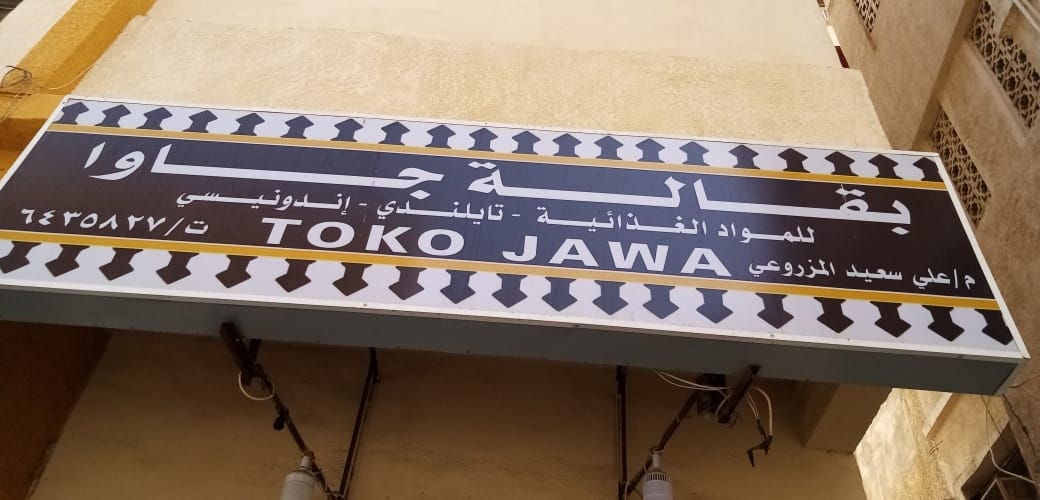 بقالة جاوا
للمواد الغذائية - تايلندي - إندونيسي
م/علي سعيد المزروعي TOKO JAWA ت/٦٤٣٥٨٢٧